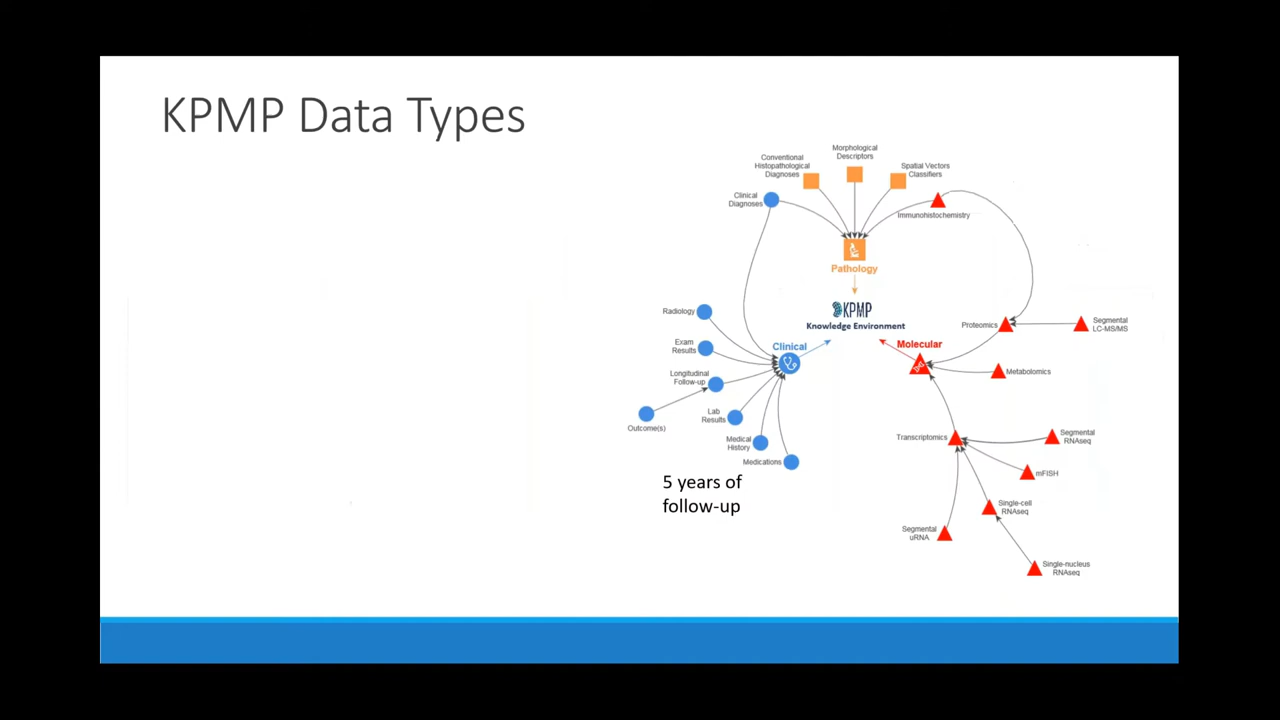 KPMP Data Types
Morphological
Descriptors
Conventional
Histopathological
Diagnoses
Spatial Vectors
Classifiers
Clinical
Diagnoses
Immunohistochemistry
Pathology
KPMP
Knowledge Environment
Radiology
Exam
Results
Longitudinal
Follow-up
Outcome(s)
Lab
Results
Medical
History
Medications
Clinical
5 years of
follow-up
Molecular
Proteomics
Segmental
LC-MS/MS
Metabolomics
Transcriptomics
Segmental
RNAseq
mFISH
Single-cell
RNAseq
Segmental
uRNA
Single-nucleus
RNAseq